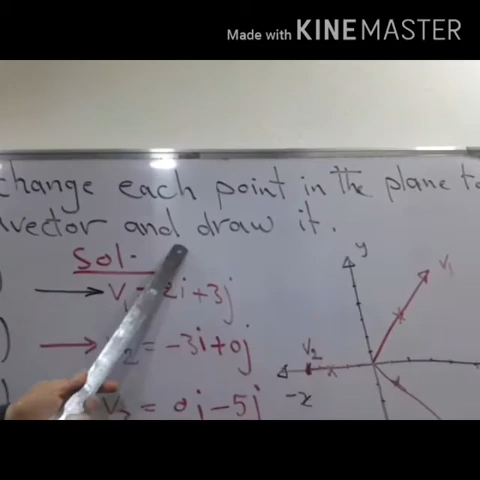 Made with KINEMASTER
change each point in the plane to
vector and draw it.
Sol.
V₁ = 2i+3j
2 = -3i+0j
V₃ = 0i-5j
y
V₁
V₂
-x